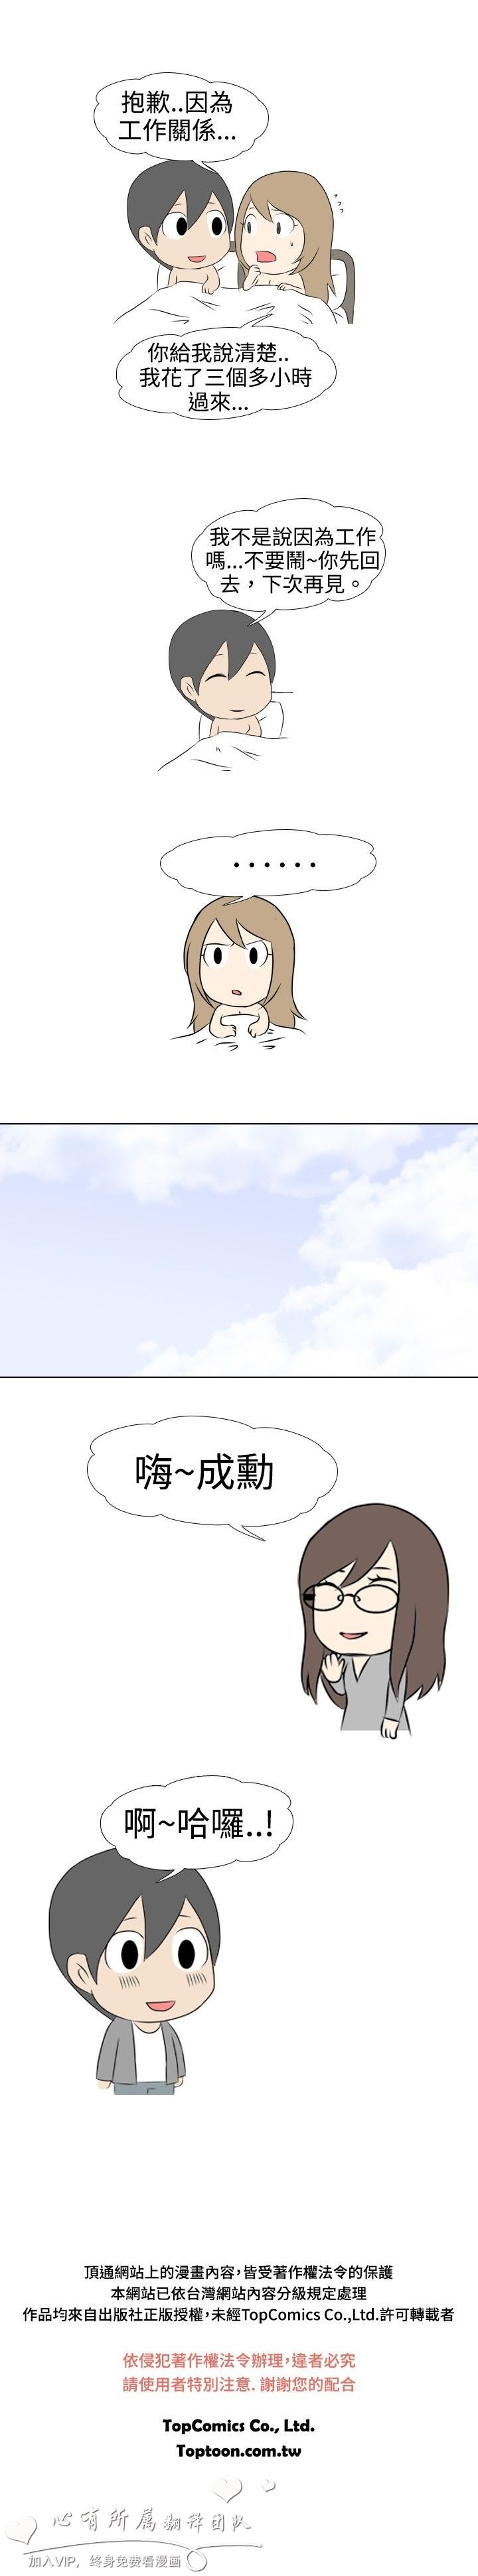 抱歉..因為
工作關係...
你給我說清楚..
我花了三個多小時
過來...
我不是說因為工作
嗎...不要鬧~你先回
去，下次再見。
......
嗨~成勳
啊~哈囉..!
頂通網站上的漫畫內容，皆受著作權法令的保護
本網站已依台灣網站內容分級規定處理
作品均來自出版社正版授權，未經TopComics Co.,Ltd.許可轉載者
依侵犯著作權法令辦理，違者必究
請使用者特別注意. 謝謝您的配合
TopComics Co., Ltd.
Toptoon.com.tw
心有所属翻译团队
加入VIP，终身免费看漫画